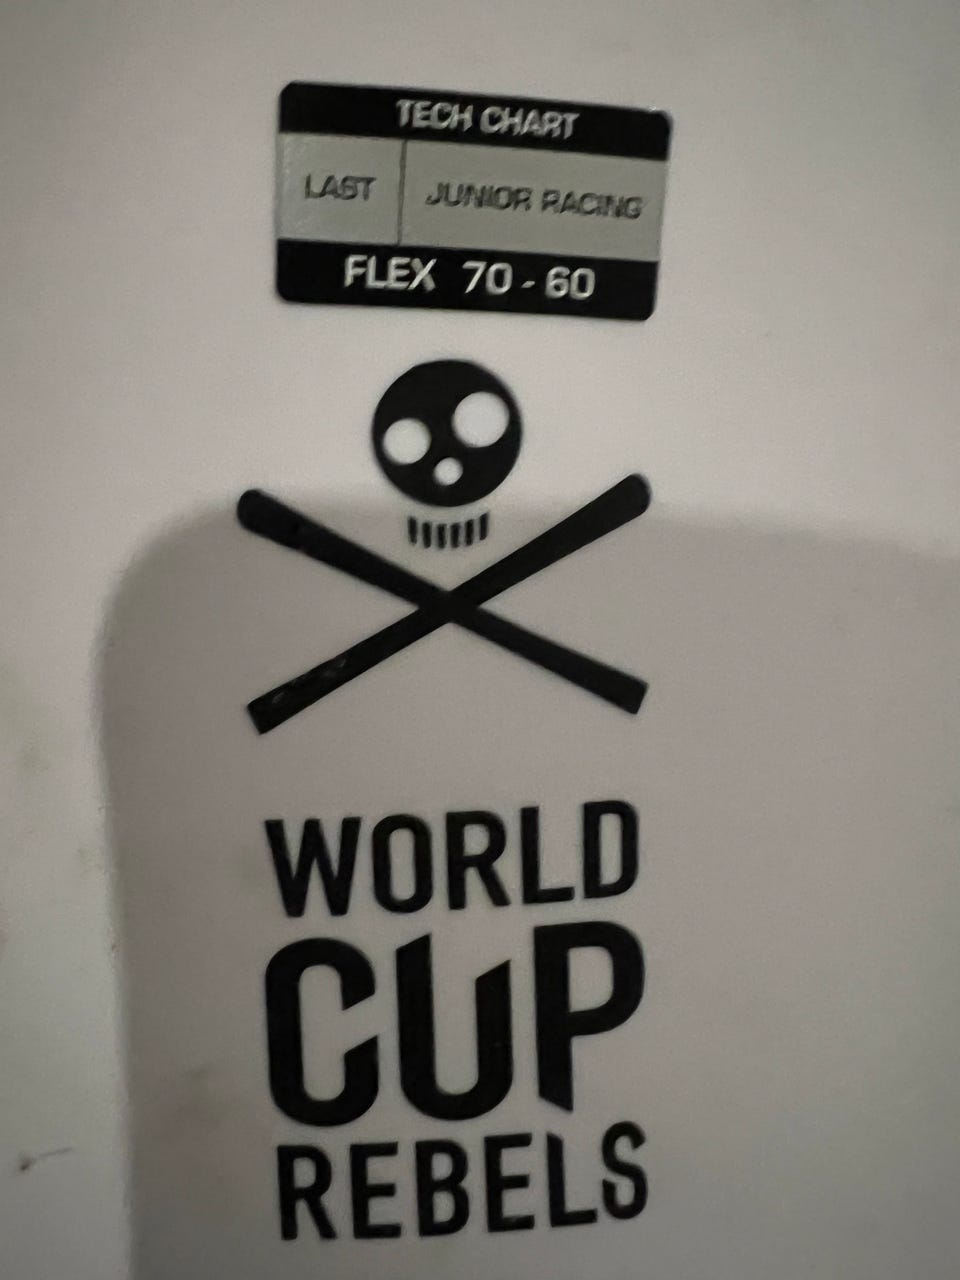 TECH CHART
LAST JUNIOR RACING
FLEX 70 - 60
WORLD
CUP
REBELS